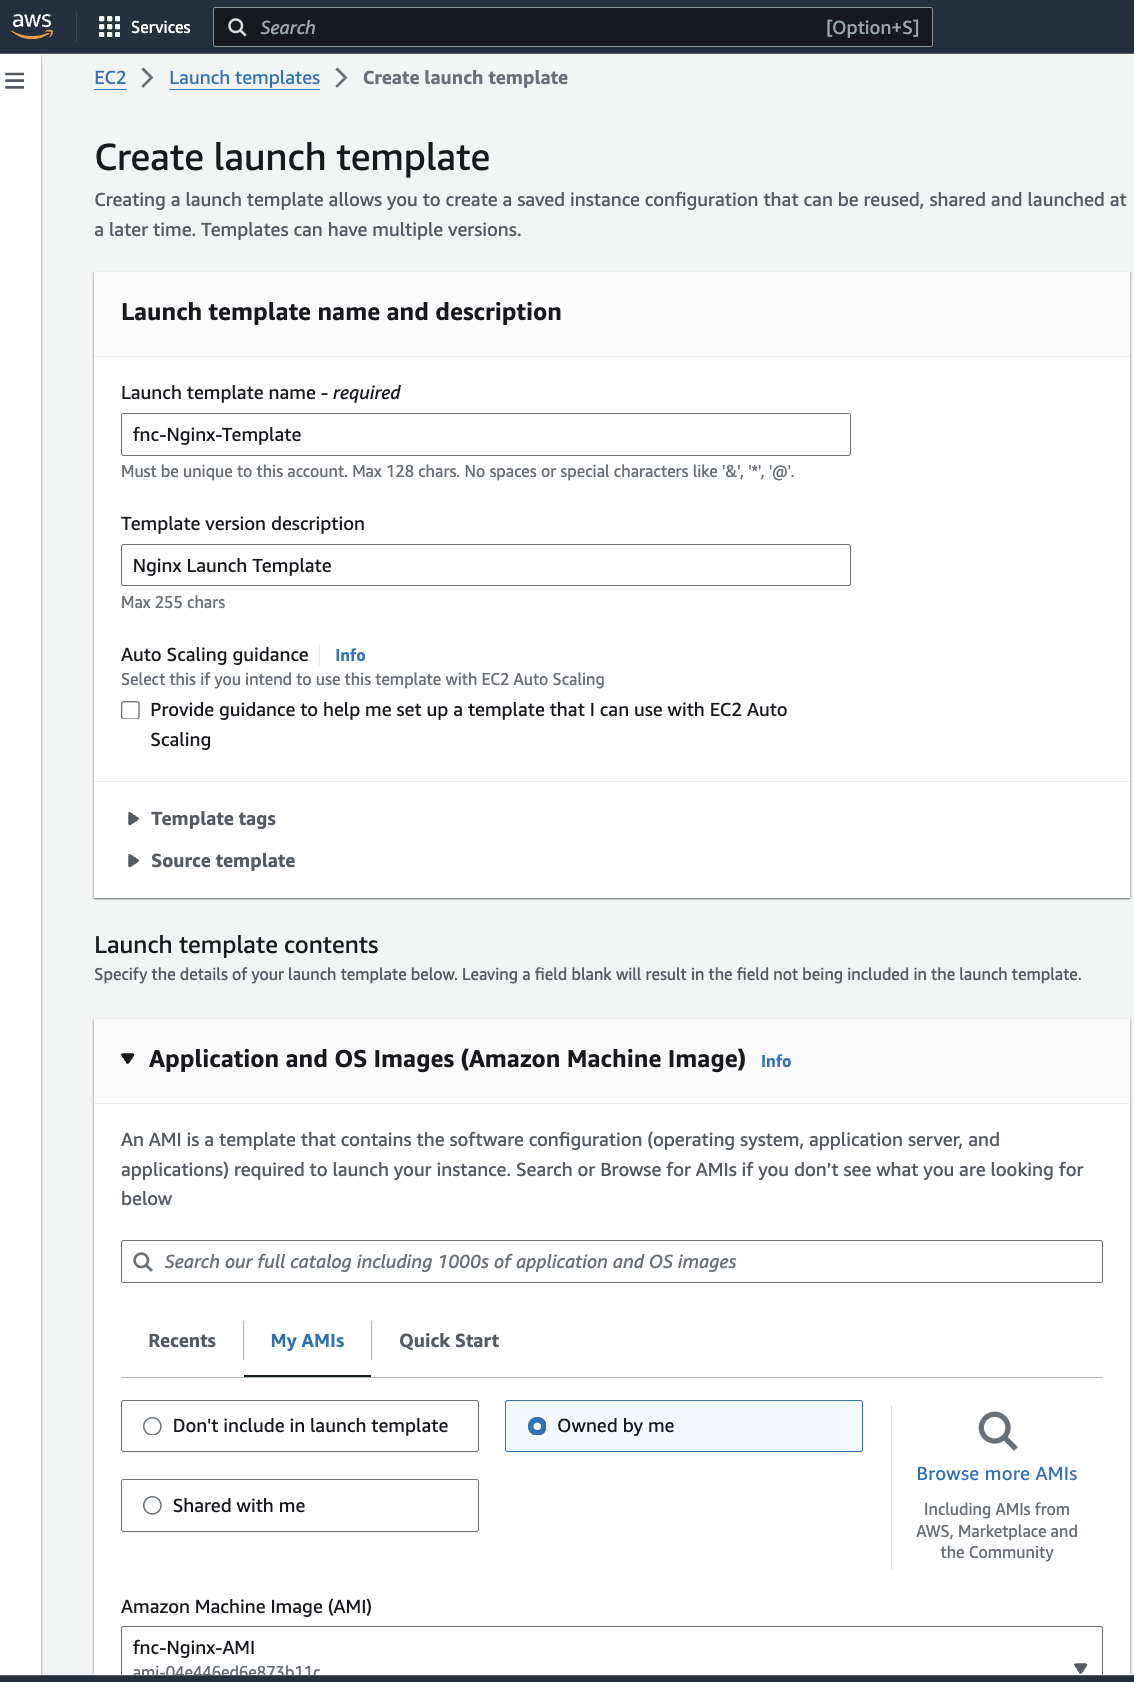 aws Services Search [Option+S]
EC2 Launch templates Create launch template
Create launch template
Creating a launch template allows you to create a saved instance configuration that can be reused, shared and launched at
a later time. Templates can have multiple versions.
Launch template name and description
Launch template name - required
fnc-Nginx-Template
Must be unique to this account. Max 128 chars. No spaces or special characters like '&', '*', '@'.
Template version description
Nginx Launch Template
Max 255 chars
Auto Scaling guidance Info
Select this if you intend to use this template with EC2 Auto Scaling
Provide guidance to help me set up a template that I can use with EC2 Auto
Scaling
Template tags
Source template
Launch template contents
Specify the details of your launch template below. Leaving a field blank will result in the field not being included in the launch template.
Application and OS Images (Amazon Machine Image) Info
An AMI is a template that contains the software configuration (operating system, application server, and
applications) required to launch your instance. Search or Browse for AMIs if you don’t see what you are looking for
below
Search our full catalog including 1000s of application and OS images
Recents My AMIs Quick Start
Don't include in launch template Owned by me
Shared with me
Browse more AMIs
Including AMIs from
AWS, Marketplace and
the Community
Amazon Machine Image (AMI)
fnc-Nginx-AMI
ami-04e446ed6e873b11c